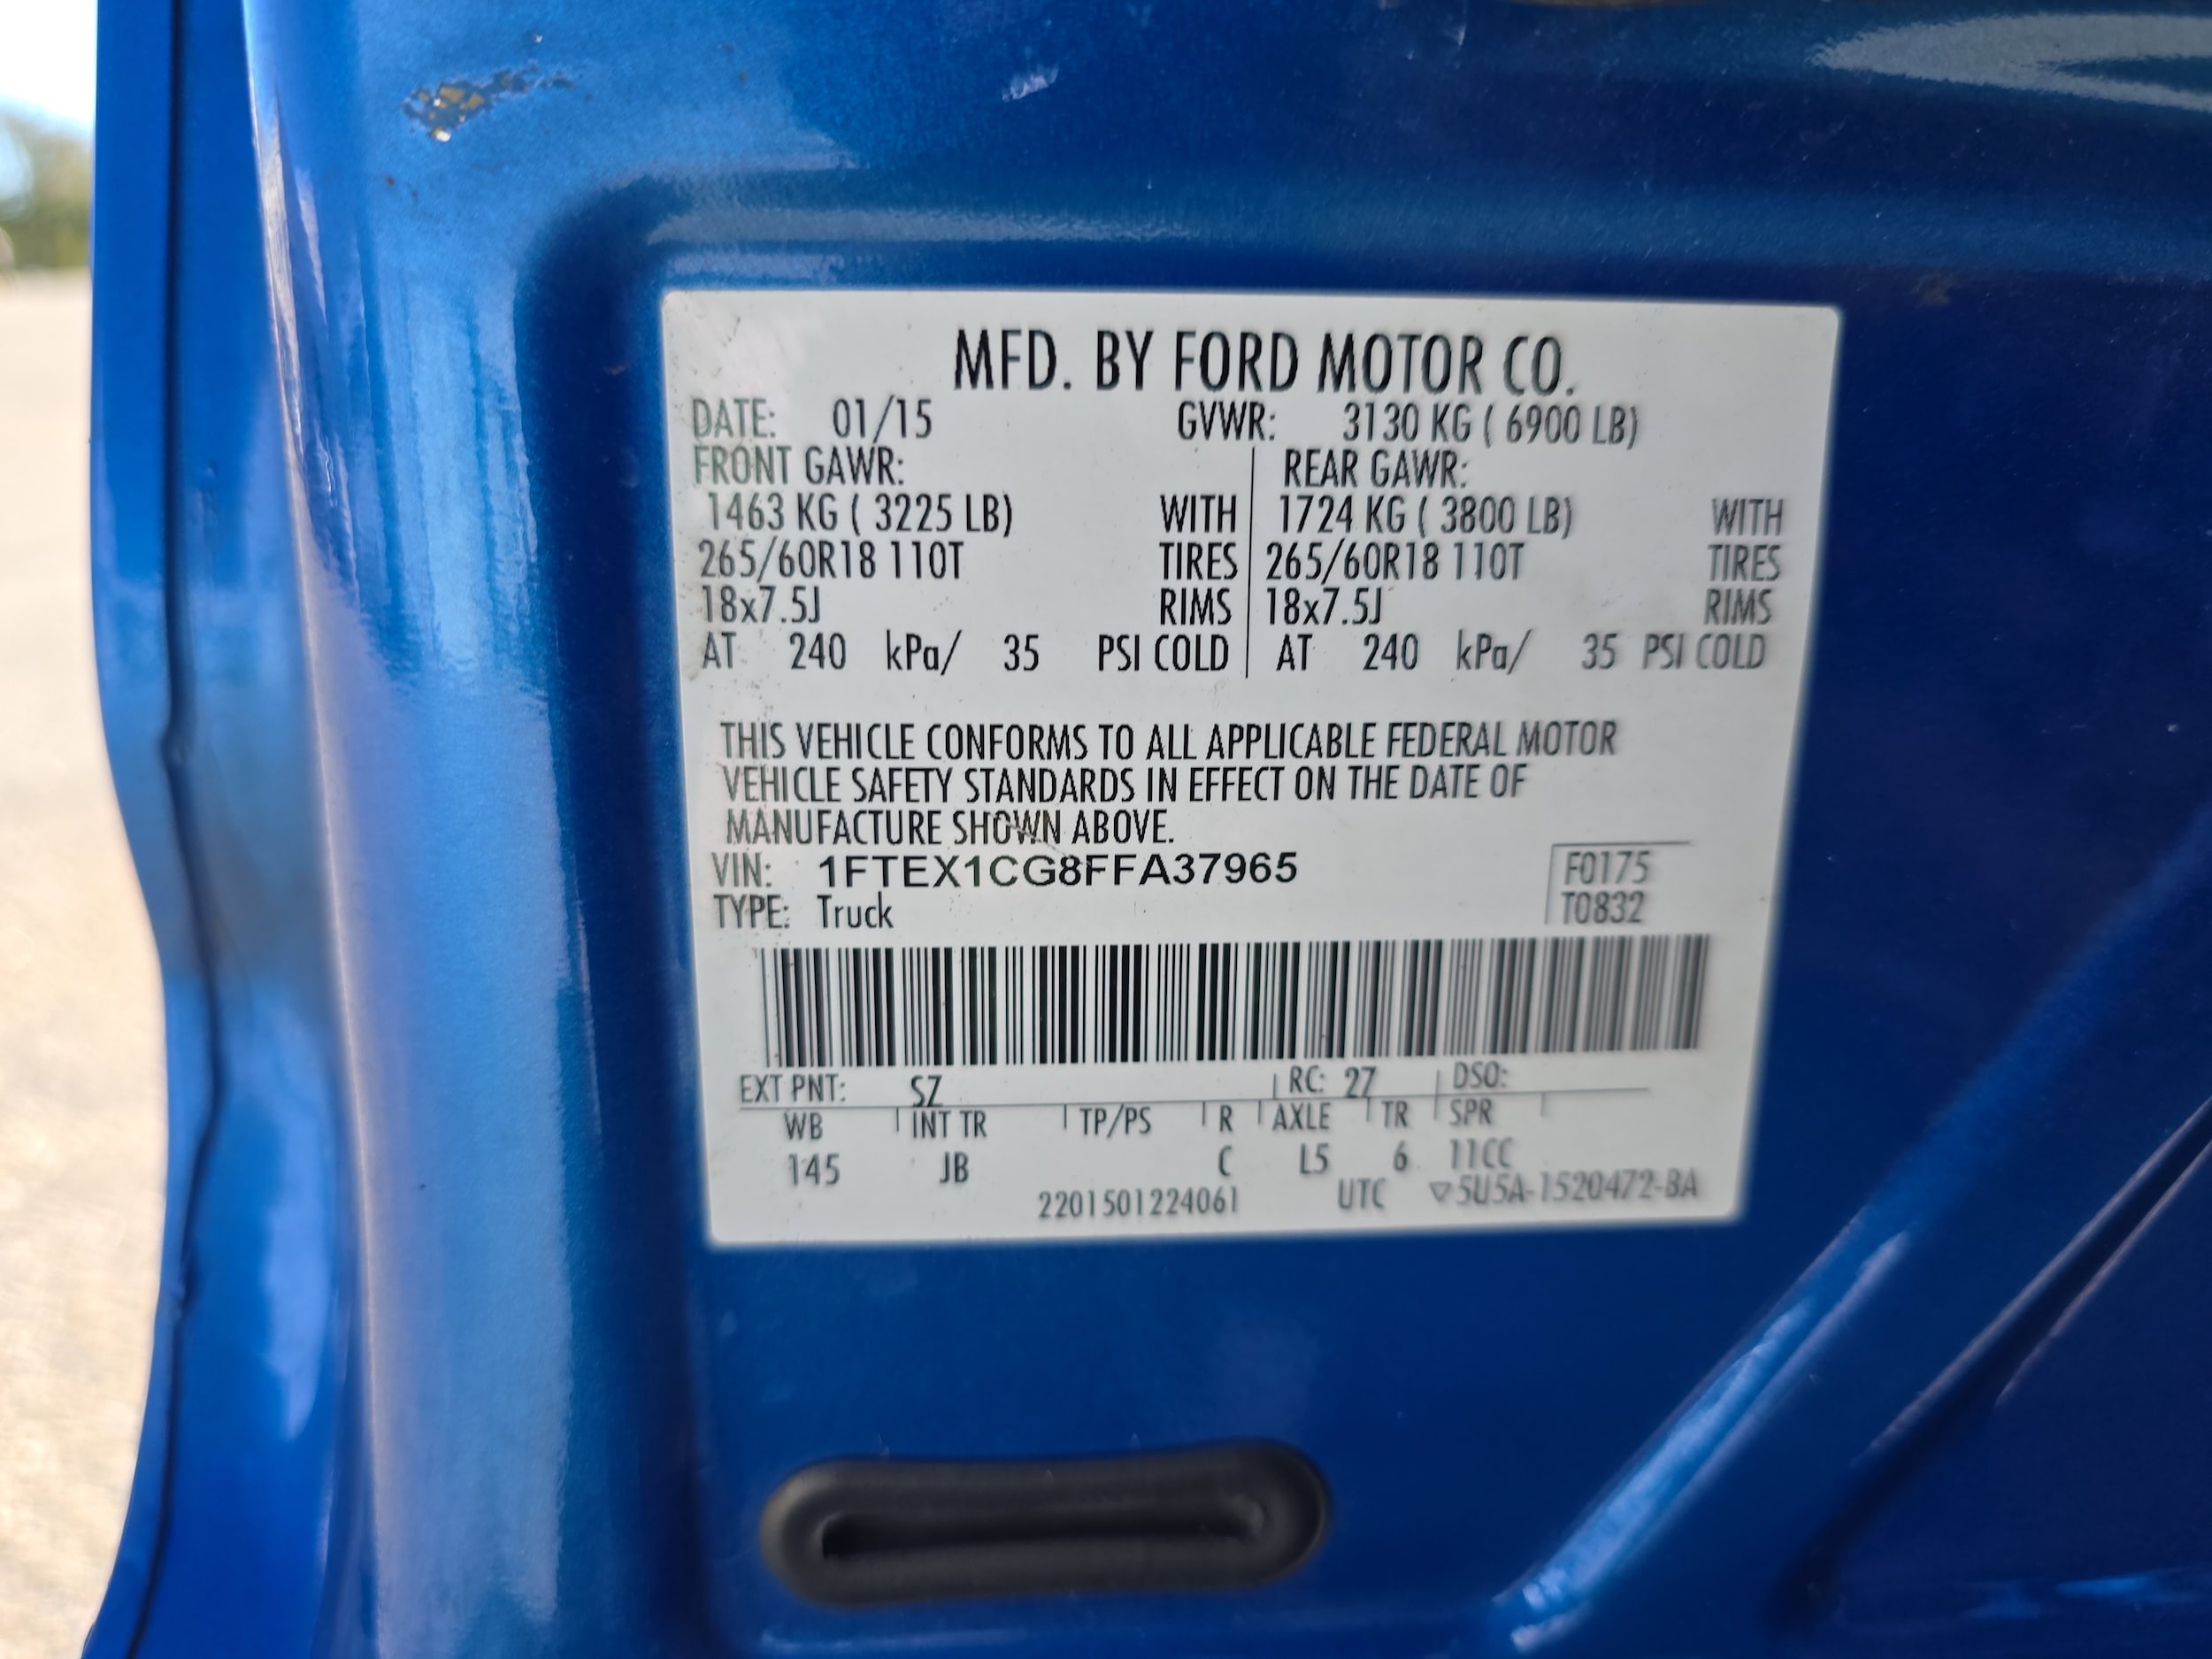 MFD. BY FORD MOTOR CO.
DATE: 01/15 GVWR: 3130 KG ( 6900 LB)
FRONT GAWR: REAR GAWR:
1463 KG ( 3225 LB) WITH 1724 KG ( 3800 LB) WITH
265/60R18 110T TIRES 265/60R18 110T TIRES
18x7.5J RIMS 18x7.5J RIMS
AT 240 kPa/ 35 PSI COLD AT 240 kPa/ 35 PSI COLD
THIS VEHICLE CONFORMS TO ALL APPLICABLE FEDERAL MOTOR
VEHICLE SAFETY STANDARDS IN EFFECT ON THE DATE OF
MANUFACTURE SHOWN ABOVE.
VIN: 1FTEX1CG8FFA37965 F0175
TYPE: Truck T0832
EXT PNT: SZ RC: 27 DSO:
WB INT TR TP/PS R AXLE TR SPR
145 JB C L5 6 11CC
2201501224061 UTC ▽5U5A-1520472-BA